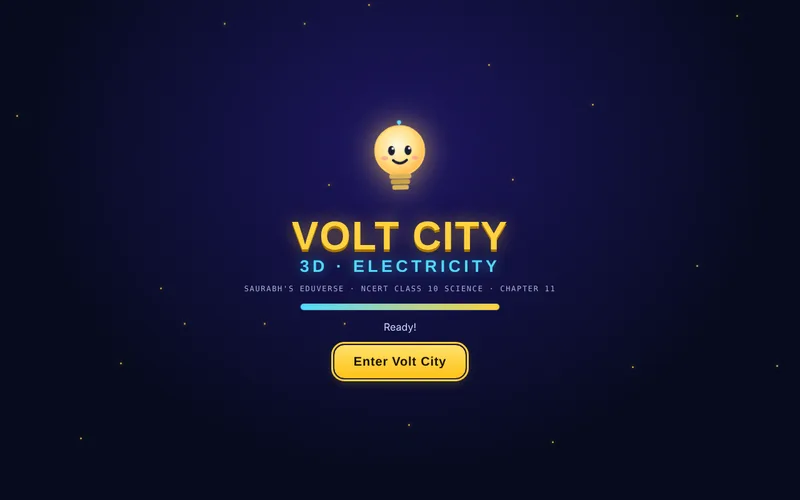 VOLT CITY
3D · ELECTRICITY
SAURABH'S EDUVERSE · NCERT CLASS 10 SCIENCE · CHAPTER 11
Ready!
Enter Volt City